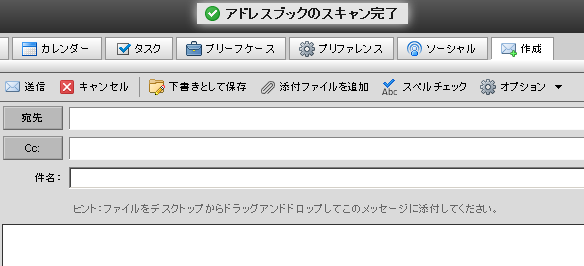 アドレスブックのスキャン完了
カレンダー タスク ブリーフケース プリファレンス ソーシャル 作成
送信 キャンセル 下書きとして保存 添付ファイルを追加 Abc スペルチェック オプション
宛先
Cc:
件名:
ヒント:ファイルをデスクトップからドラッグアンドドロップしてこのメッセージに添付してください。